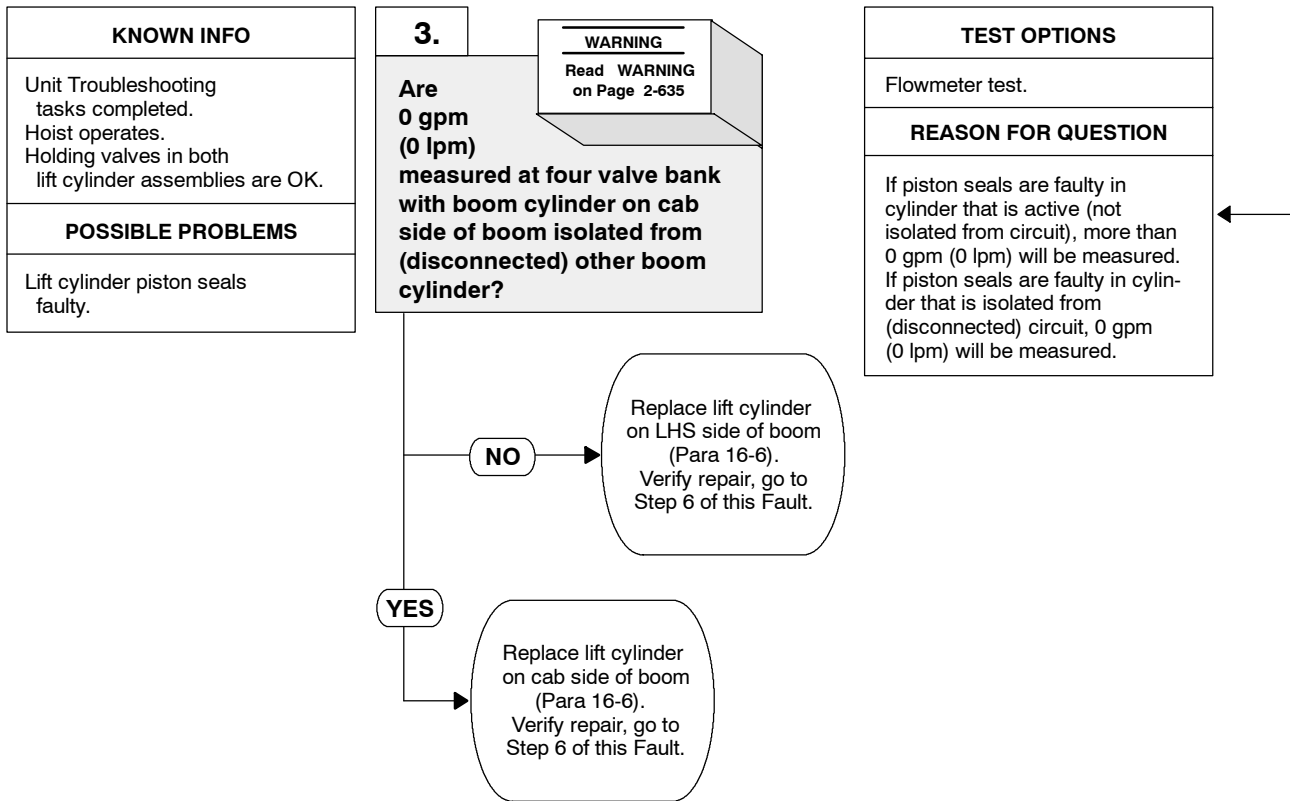 KNOWN INFO
Unit Troubleshooting
tasks completed.
Hoist operates.
Holding valves in both
lift cylinder assemblies are OK.
POSSIBLE PROBLEMS
Lift cylinder piston seals
faulty.
3.
WARNING
Read WARNING
on Page 2-635
Are
0 gpm
(0 lpm)
measured at four valve bank
with boom cylinder on cab
side of boom isolated from
(disconnected) other boom
cylinder?
TEST OPTIONS
Flowmeter test.
REASON FOR QUESTION
If piston seals are faulty in
cylinder that is active (not
isolated from circuit), more than
0 gpm (0 lpm) will be measured.
If piston seals are faulty in cylin-
der that is isolated from
(disconnected) circuit, 0 gpm
(0 lpm) will be measured.
NO
Replace lift cylinder
on LHS side of boom
(Para 16-6).
Verify repair, go to
Step 6 of this Fault.
YES
Replace lift cylinder
on cab side of boom
(Para 16-6).
Verify repair, go to
Step 6 of this Fault.